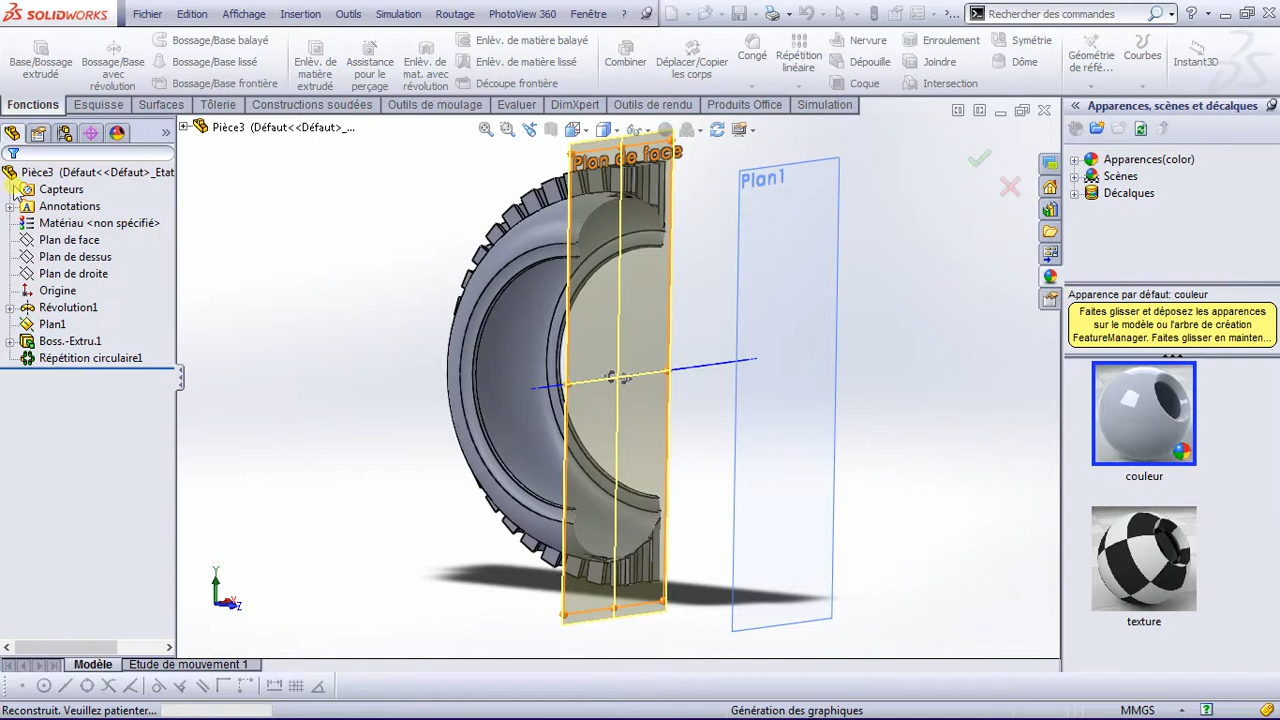 SOLIDWORKS Fichier Edition Affichage Insertion Outils Simulation Routage PhotoView 360 Fenêtre ? ... Rechercher des commandes ?
Base/Bossage extrudé
Bossage/Base avec révolution
Bossage/Base balayé
Bossage/Base lissé
Bossage/Base frontière
Enlèv. de matière extrudé
Assistance pour perçage
Enlèv. de mat. avec révolution
Enlèv. de matière balayé
Enlèv. de matière lissé
Découpe frontière
Combiner
Déplacer/Copier les corps
Congé
Répétition linéaire
Nervure
Dépouille
Coque
Enroulement
Joindre
Intersection
Symétrie
Dôme
Géométrie de réfé...
Courbes
Instant3D
Fonctions Esquisse Surfaces Tôlerie Constructions soudées Outils de moulage Evaluer DimXpert Outils de rendu Produits Office Simulation
Pièce3 (Défaut<<Défaut>_Etat
Capteurs
Annotations
Matériau <non spécifié>
Plan de face
Plan de dessus
Plan de droite
Origine
Révolution1
Plan1
Boss.-Extru.1
Répétition circulaire1
Pièce3 (Défaut<<Défaut>_...
Plan de face
Plan1
Y
X
Z
Apparences, scènes et décalques
Apparences(color)
Scènes
Décalques
Apparence par défaut: couleur
Faites glisser et déposez les apparences
sur le modèle ou l'arbre de création
FeatureManager. Faites glisser en mainten...
couleur
texture
Modèle Etude de mouvement 1
Reconstruit. Veuillez patienter... Génération des graphiques MMGS ?